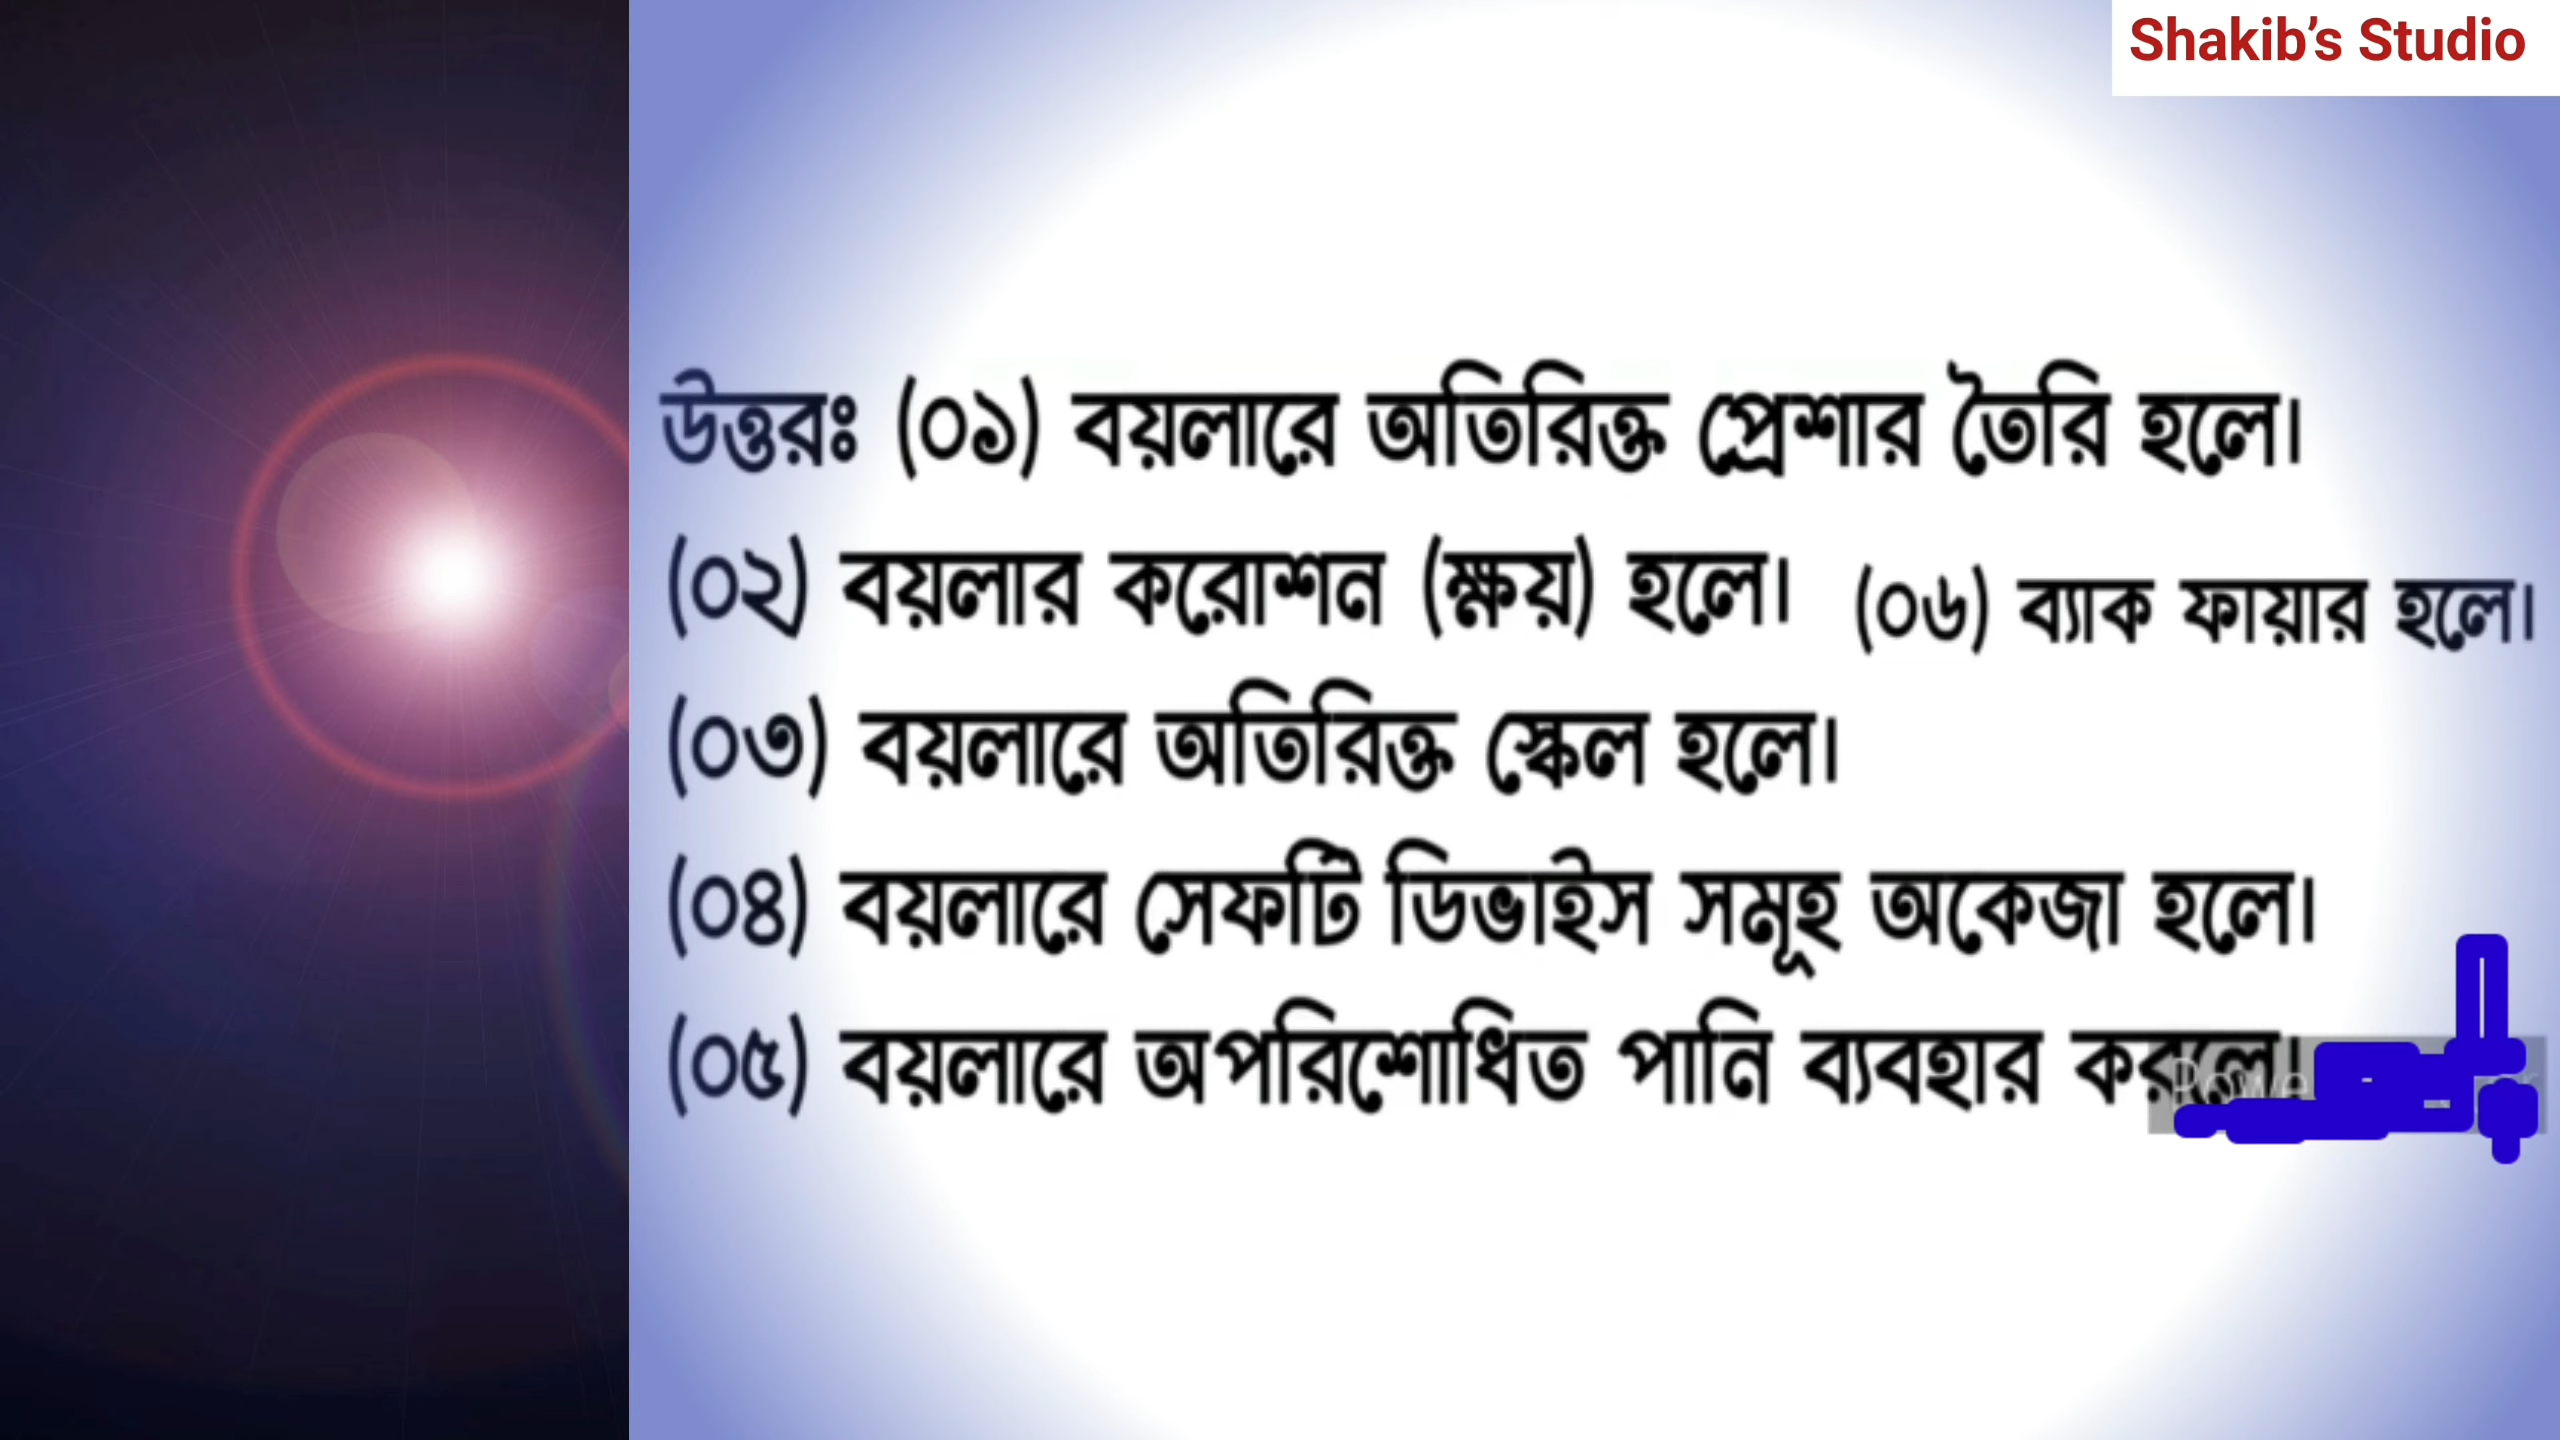 Shakib’s Studio
উত্তরঃ (০১) বয়লারে অতিরিক্ত প্রেশার তৈরি হলে।
(০২) বয়লার করোশন (ক্ষয়) হলে। (০৬) ব্যাক ফায়ার হলে।
(০৩) বয়লারে অতিরিক্ত স্কেল হলে।
(০৪) বয়লারে সেফটি ডিভাইস সমূহ অকেজা হলে।
(০৫) বয়লারে অপরিশোধিত পানি ব্যবহার করলে।